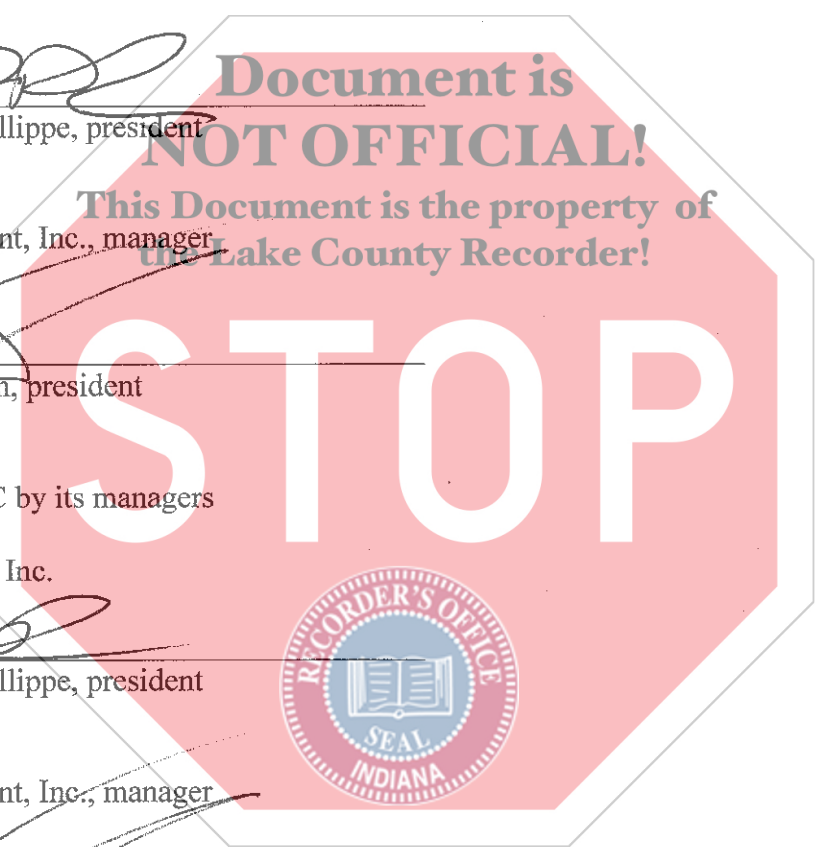 Document is
llippe, president
NOT OFFICIAL!
This Document is the property of
nt, Inc., manager
the Lake County Recorder!
STOP
n, president
C by its managers
Inc.
RECORDER'S OFFICE
SEAL
INDIANA
llippe, president
nt, Inc., manager